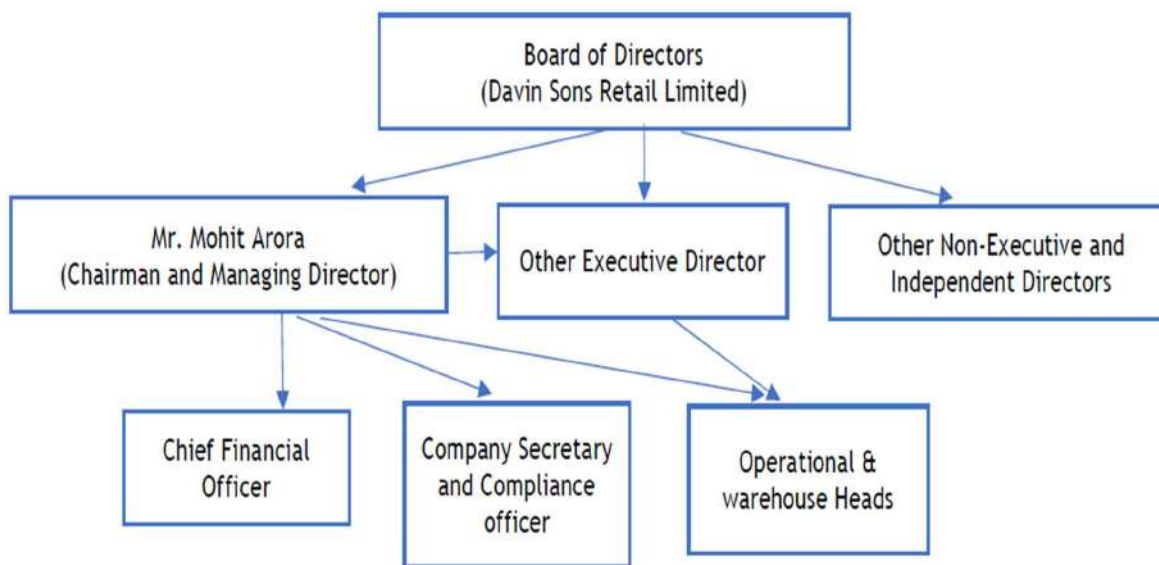 Board of Directors
(Davin Sons Retail Limited)
Mr. Mohit Arora
(Chairman and Managing Director)
Other Executive Director
Other Non-Executive and
Independent Directors
Chief Financial
Officer
Company Secretary
and Compliance
officer
Operational &
warehouse Heads